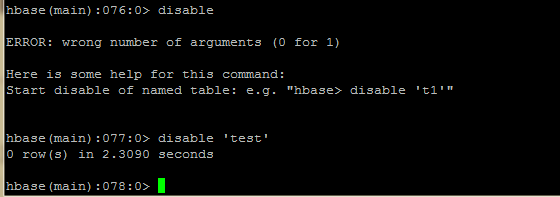 hbase(main):076:0> disable
ERROR: wrong number of arguments (0 for 1)
Here is some help for this command:
Start disable of named table: e.g. "hbase> disable 't1'"
hbase(main):077:0> disable 'test'
0 row(s) in 2.3090 seconds
hbase(main):078:0>